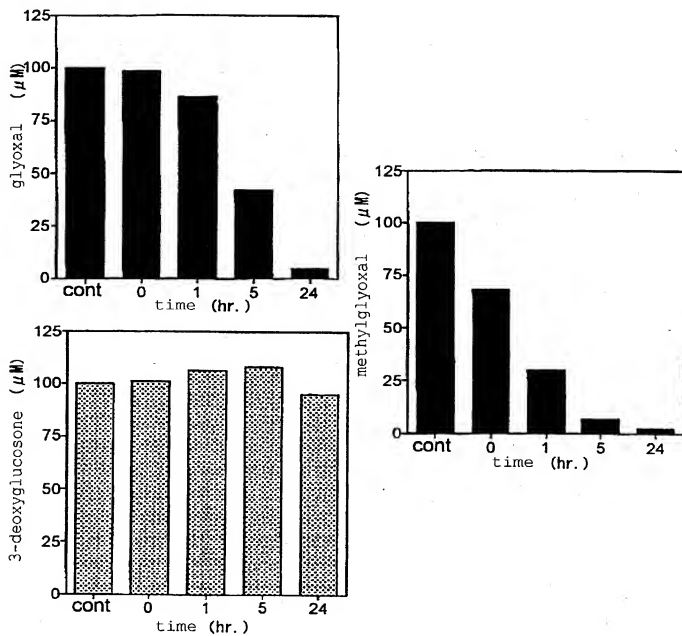 glyoxal (μM)
125
100
75
50
25
0
cont 0 1 5 24
time (hr.)
3-deoxyglucosone (μM)
125
100
75
50
25
0
cont 0 1 5 24
time (hr.)
methylglyoxal (μM)
125
100
75
50
25
0
cont 0 1 5 24
time (hr.)